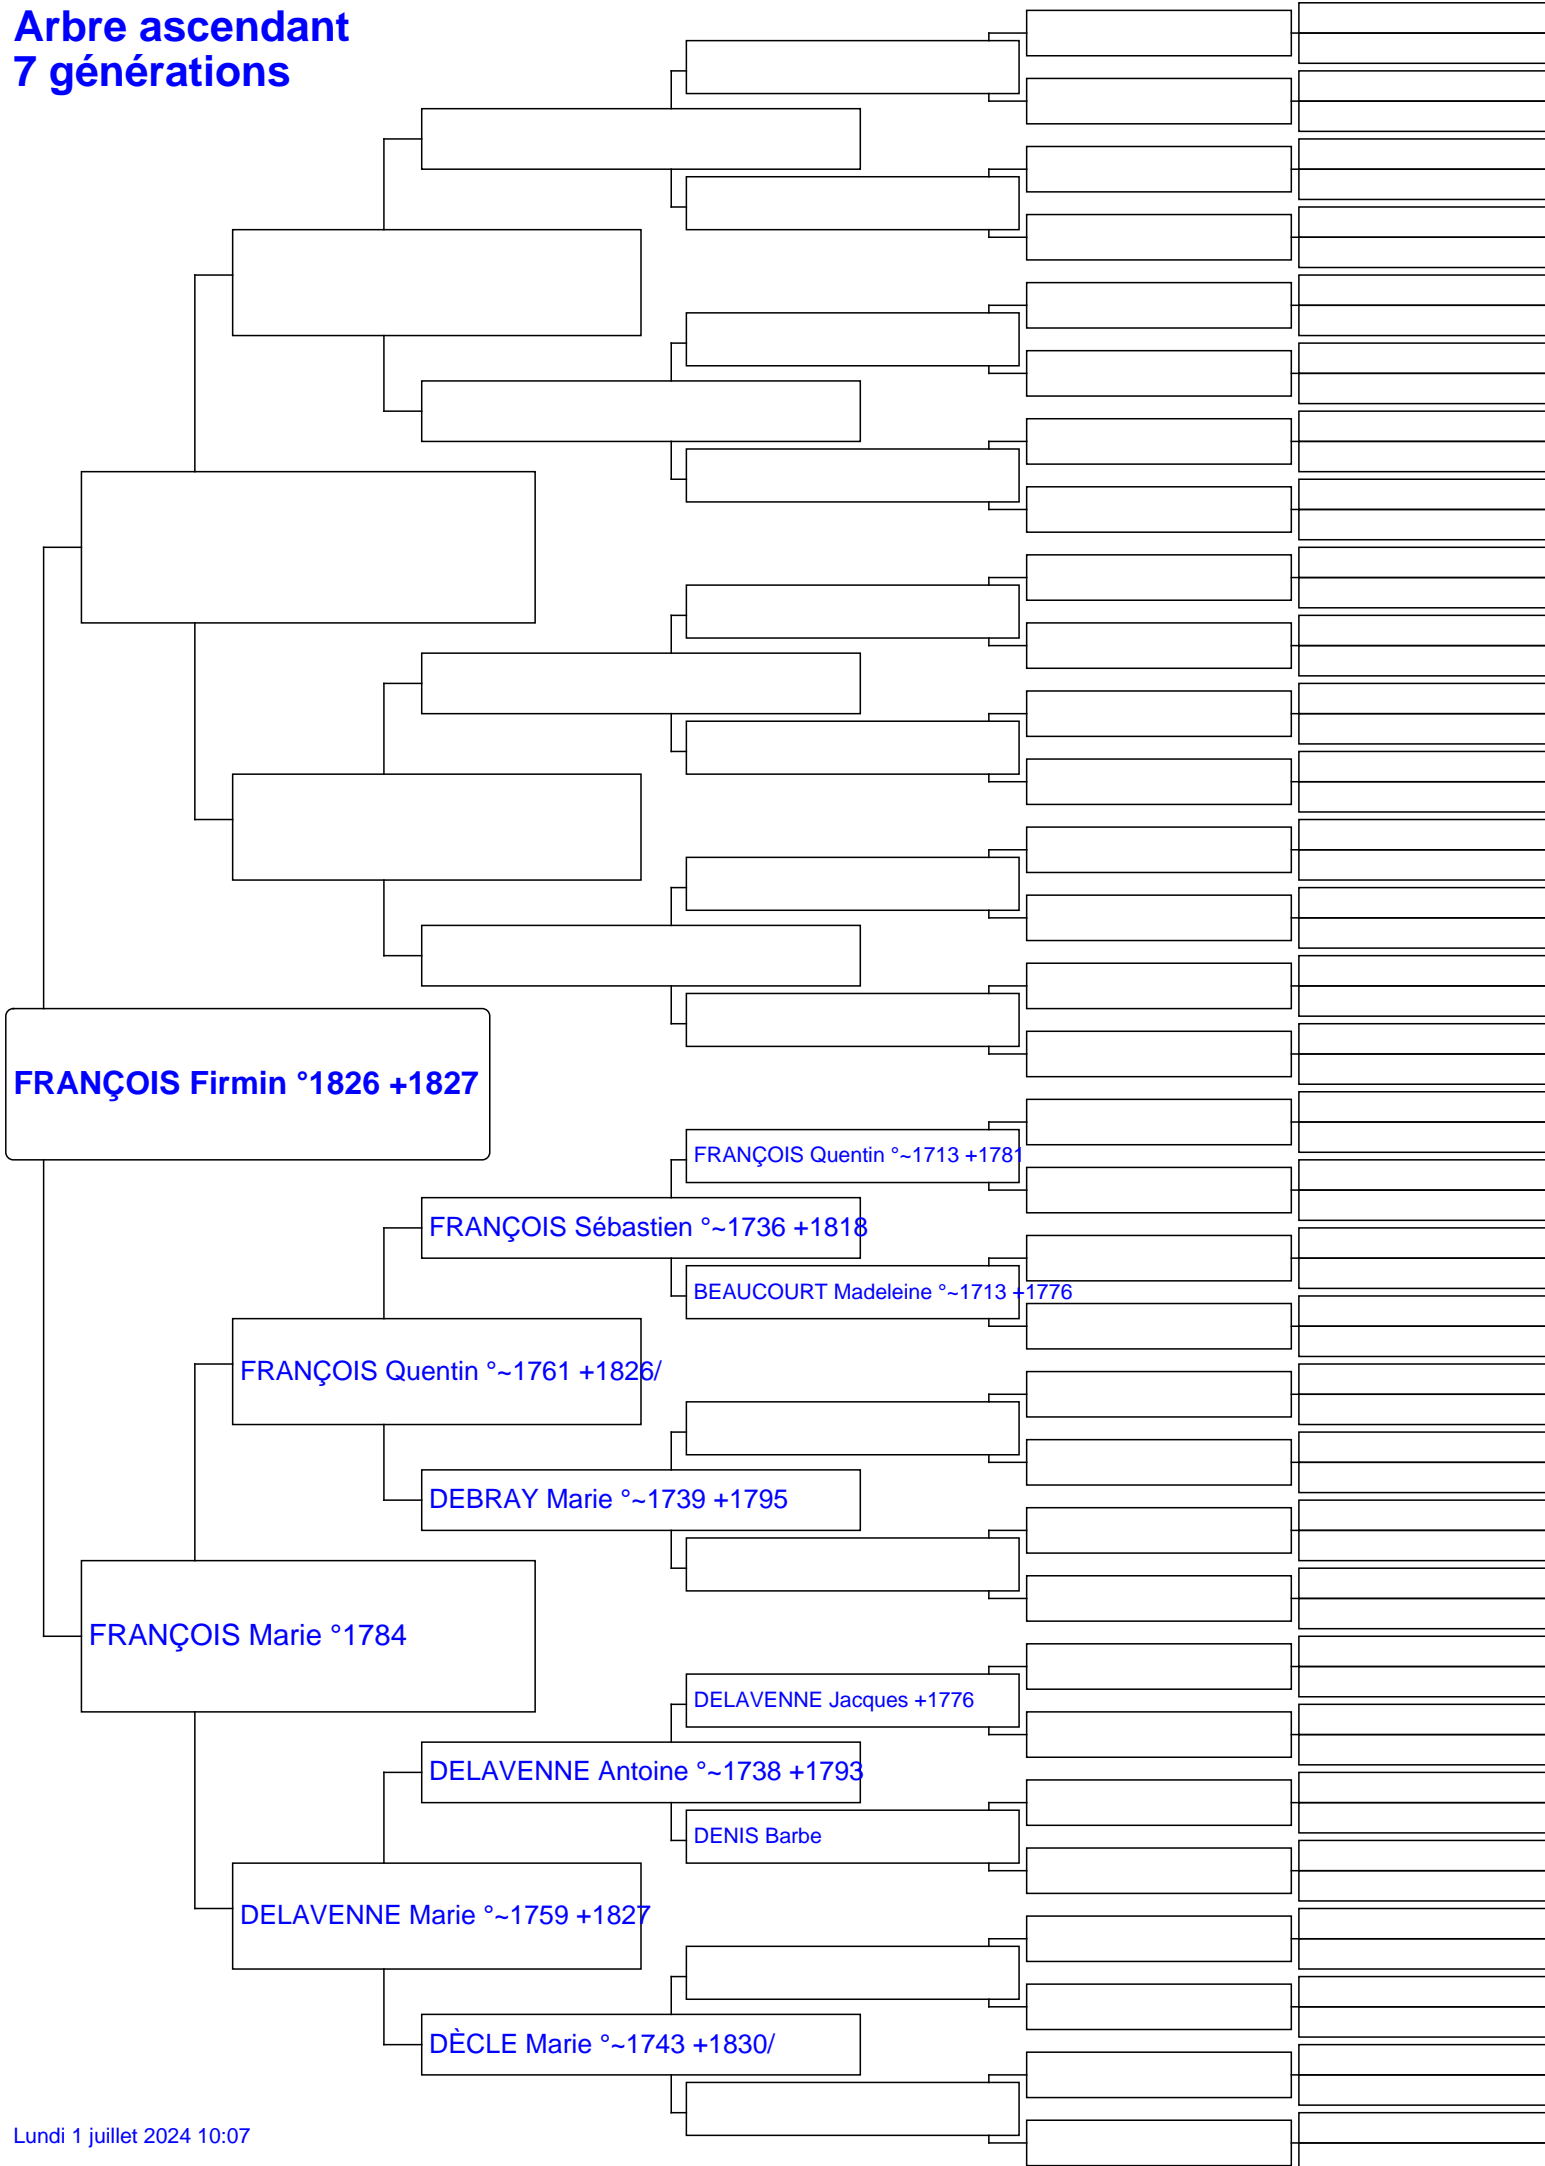 Arbre ascendant
7 générations
FRANÇOIS Firmin °1826 +1827
FRANÇOIS Quentin °~1713 +1781
FRANÇOIS Sébastien °~1736 +1818
BEAUCOURT Madeleine °~1713 +1776
FRANÇOIS Quentin °~1761 +1826/
DEBRAY Marie °~1739 +1795
FRANÇOIS Marie °1784
DELAVENNE Jacques +1776
DELAVENNE Antoine °~1738 +1793
DENIS Barbe
DELAVENNE Marie °~1759 +1827
DÈCLE Marie °~1743 +1830/
Lundi 1 juillet 2024 10:07